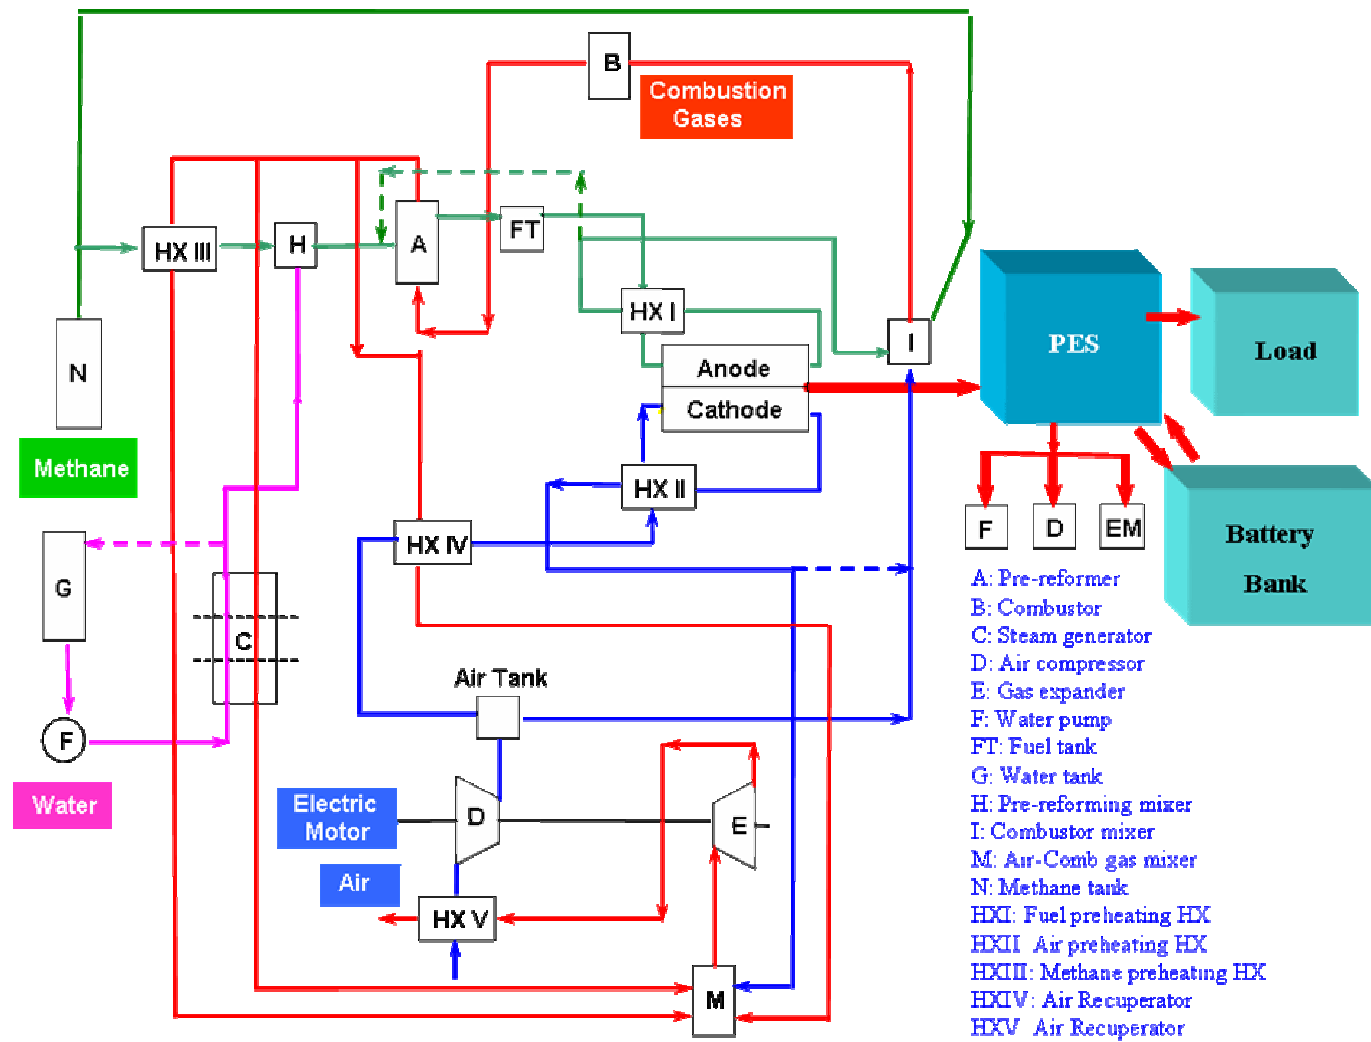 B
Combustion
Gases
HX III
H
A
FT
HX I
I
PES
Load
N
Anode
Cathode
Methane
HX II
F
D
EM
Battery
Bank
HX IV
G
C
Air Tank
F
Water
Electric
Motor
D
E
Air
HX V
M
A: Pre-reformer
B: Combustor
C: Steam generator
D: Air compressor
E: Gas expander
F: Water pump
FT: Fuel tank
G: Water tank
H: Pre-reforming mixer
I: Combustor mixer
M: Air-Comb gas mixer
N: Methane tank
HXI: Fuel preheating HX
HXII Air preheating HX
HXIII: Methane preheating HX
HXIV: Air Recuperator
HXV Air Recuperator